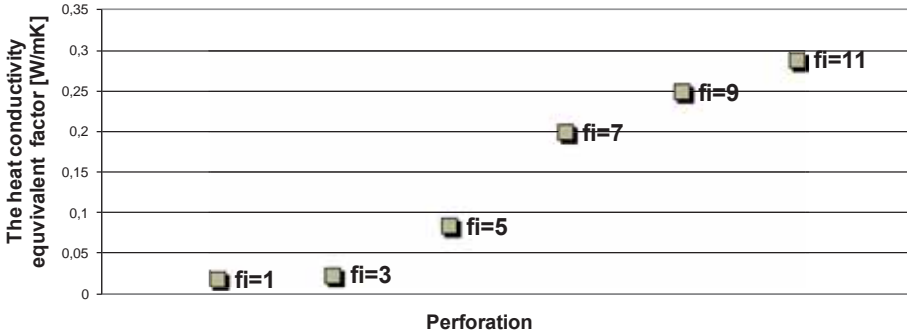 The heat conductivity
equvivalent factor [W/mK]
0,35
0,3
0,25
0,2
0,15
0,1
0,05
0
fi=1
fi=3
fi=5
fi=7
fi=9
fi=11
Perforation